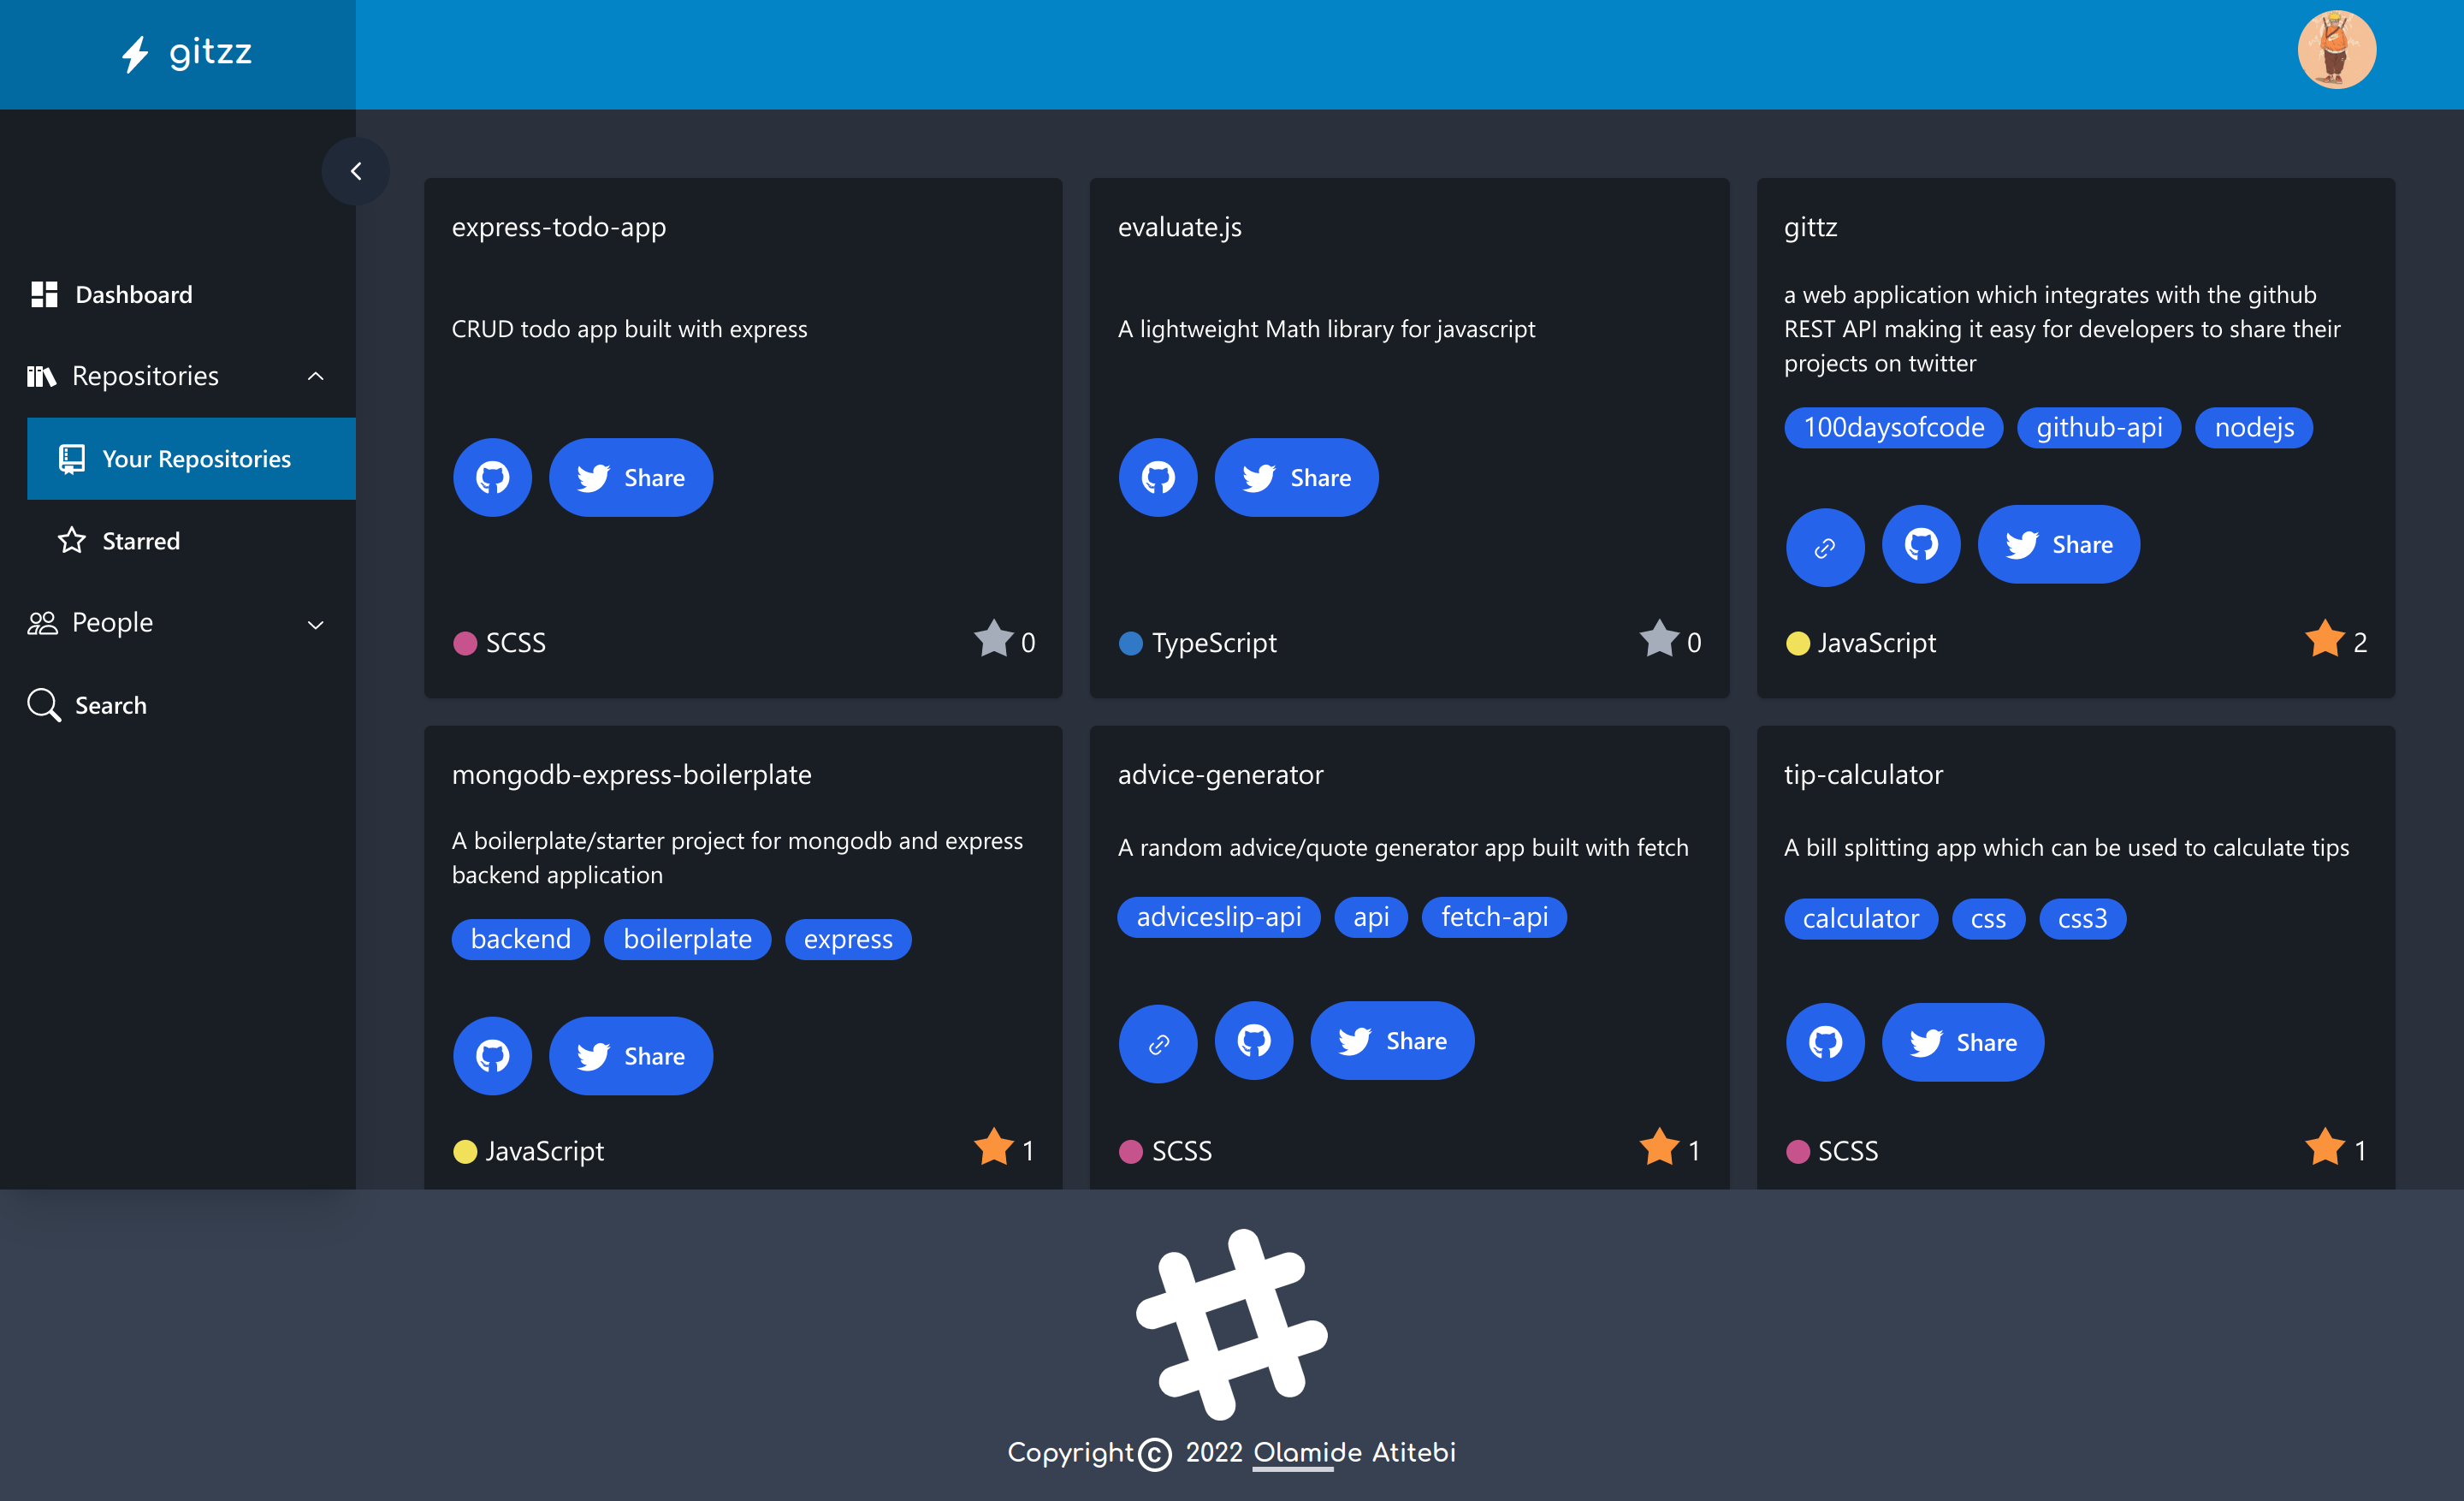 gitzz
Dashboard
Repositories
Your Repositories
Starred
People
Search
express-todo-app
CRUD todo app built with express
Share
SCSS
0
evaluate.js
A lightweight Math library for javascript
Share
TypeScript
0
gittz
a web application which integrates with the github
REST API making it easy for developers to share their
projects on twitter
100daysofcode github-api nodejs
Share
JavaScript
2
mongodb-express-boilerplate
A boilerplate/starter project for mongodb and express
backend application
backend boilerplate express
Share
JavaScript
1
advice-generator
A random advice/quote generator app built with fetch
adviceslip-api api fetch-api
Share
SCSS
1
tip-calculator
A bill splitting app which can be used to calculate tips
calculator css css3
Share
SCSS
1
Copyright © 2022 Olamide Atitebi